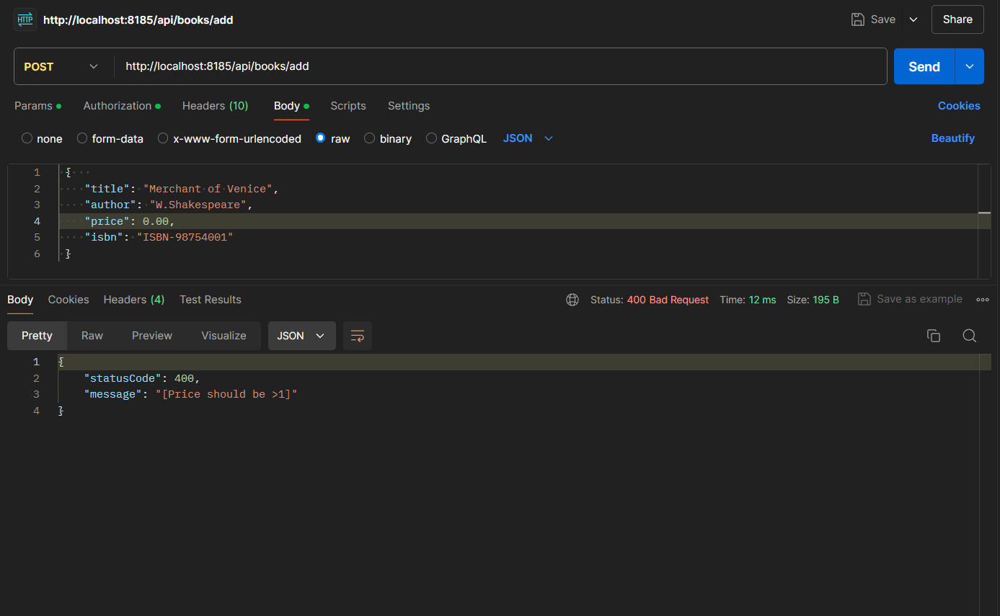 HTTP http://localhost:8185/api/books/add Save Share
POST http://localhost:8185/api/books/add Send
Params Authorization Headers (10) Body Scripts Settings Cookies
none form-data x-www-form-urlencoded raw binary GraphQL JSON Beautify
1 {
2 "title": "Merchant of Venice",
3 "author": "W.Shakespeare",
4 "price": 0.00,
5 "isbn": "ISBN-98754001"
6 }
Body Cookies Headers (4) Test Results Status: 400 Bad Request Time: 12 ms Size: 195 B Save as example
Pretty Raw Preview Visualize JSON
1 {
2 "statusCode": 400,
3 "message": "[Price should be >1]"
4 }